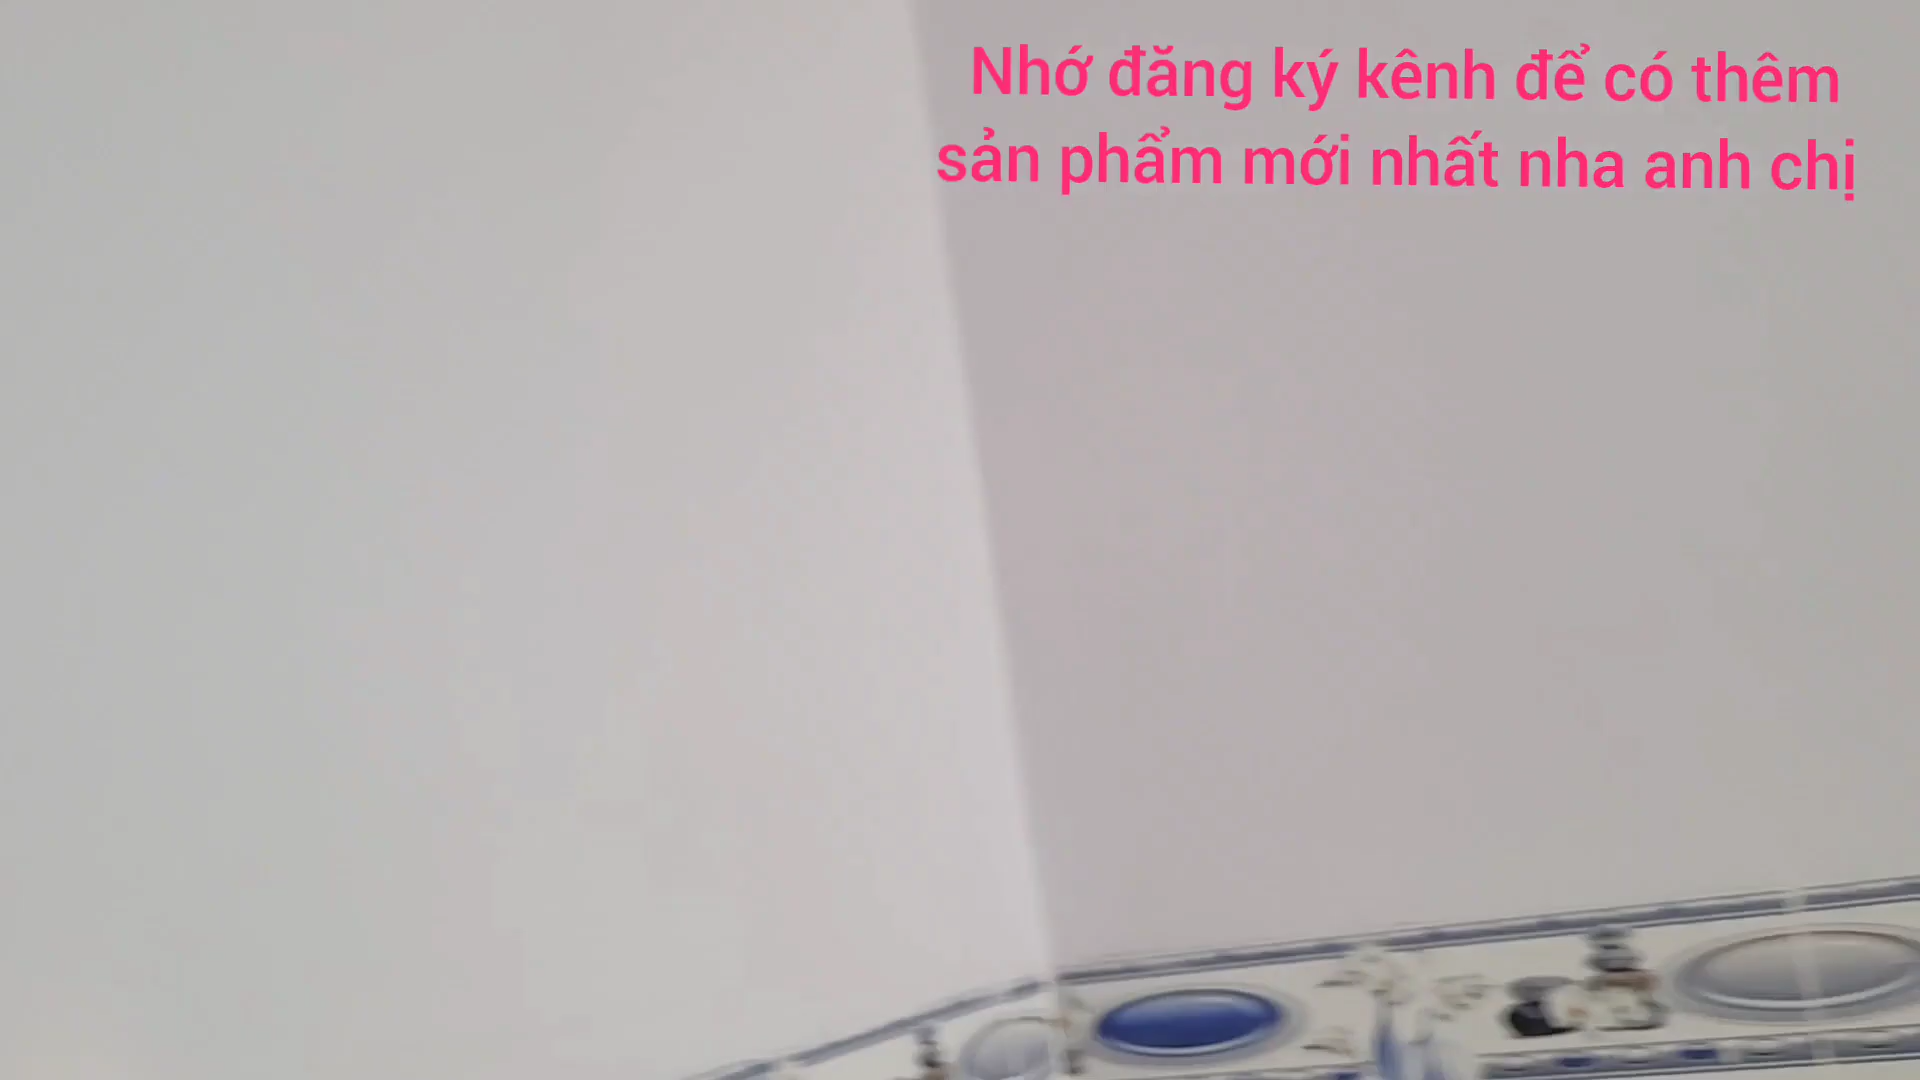 Nhớ đăng ký kênh để có thêm
sản phẩm mới nhất nha anh chị